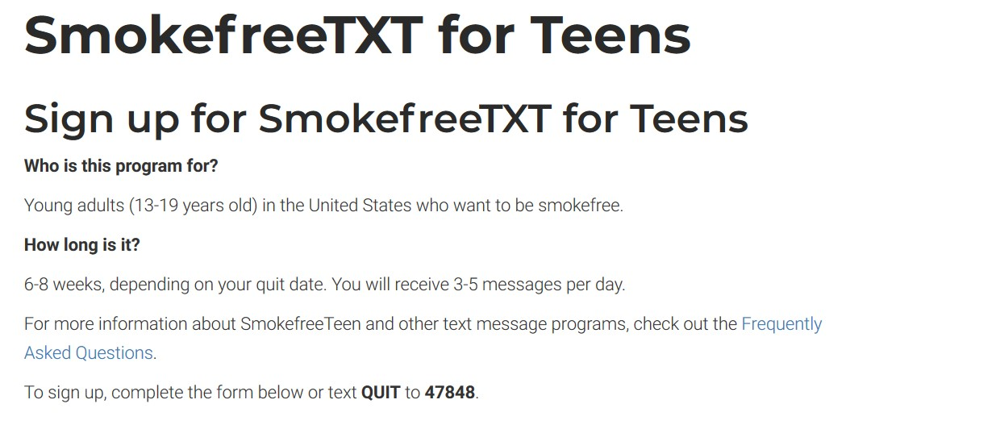 SmokefreeTXT for Teens
Sign up for SmokefreeTXT for Teens
Who is this program for?
Young adults (13-19 years old) in the United States who want to be smokefree.
How long is it?
6-8 weeks, depending on your quit date. You will receive 3-5 messages per day.
For more information about SmokefreeTeen and other text message programs, check out the Frequently
Asked Questions.
To sign up, complete the form below or text QUIT to 47848.